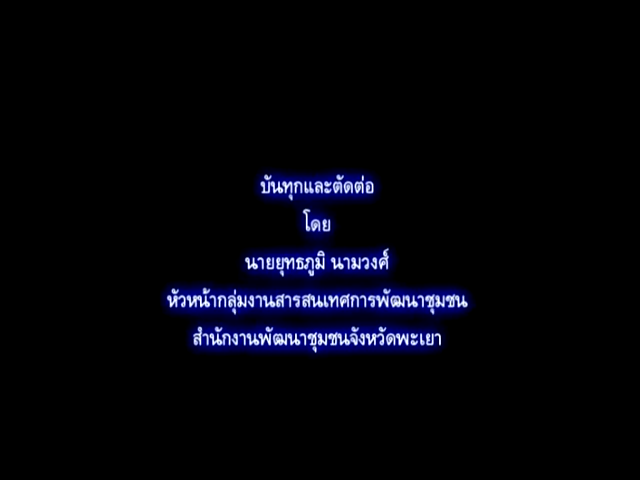 บันทุกและตัดต่อ
โดย
นายยุทธภูมิ นามวงศ์
หัวหน้ากลุ่มงานสารสนเทศการพัฒนาชุมชน
สำนักงานพัฒนาชุมชนจังหวัดพะเยา